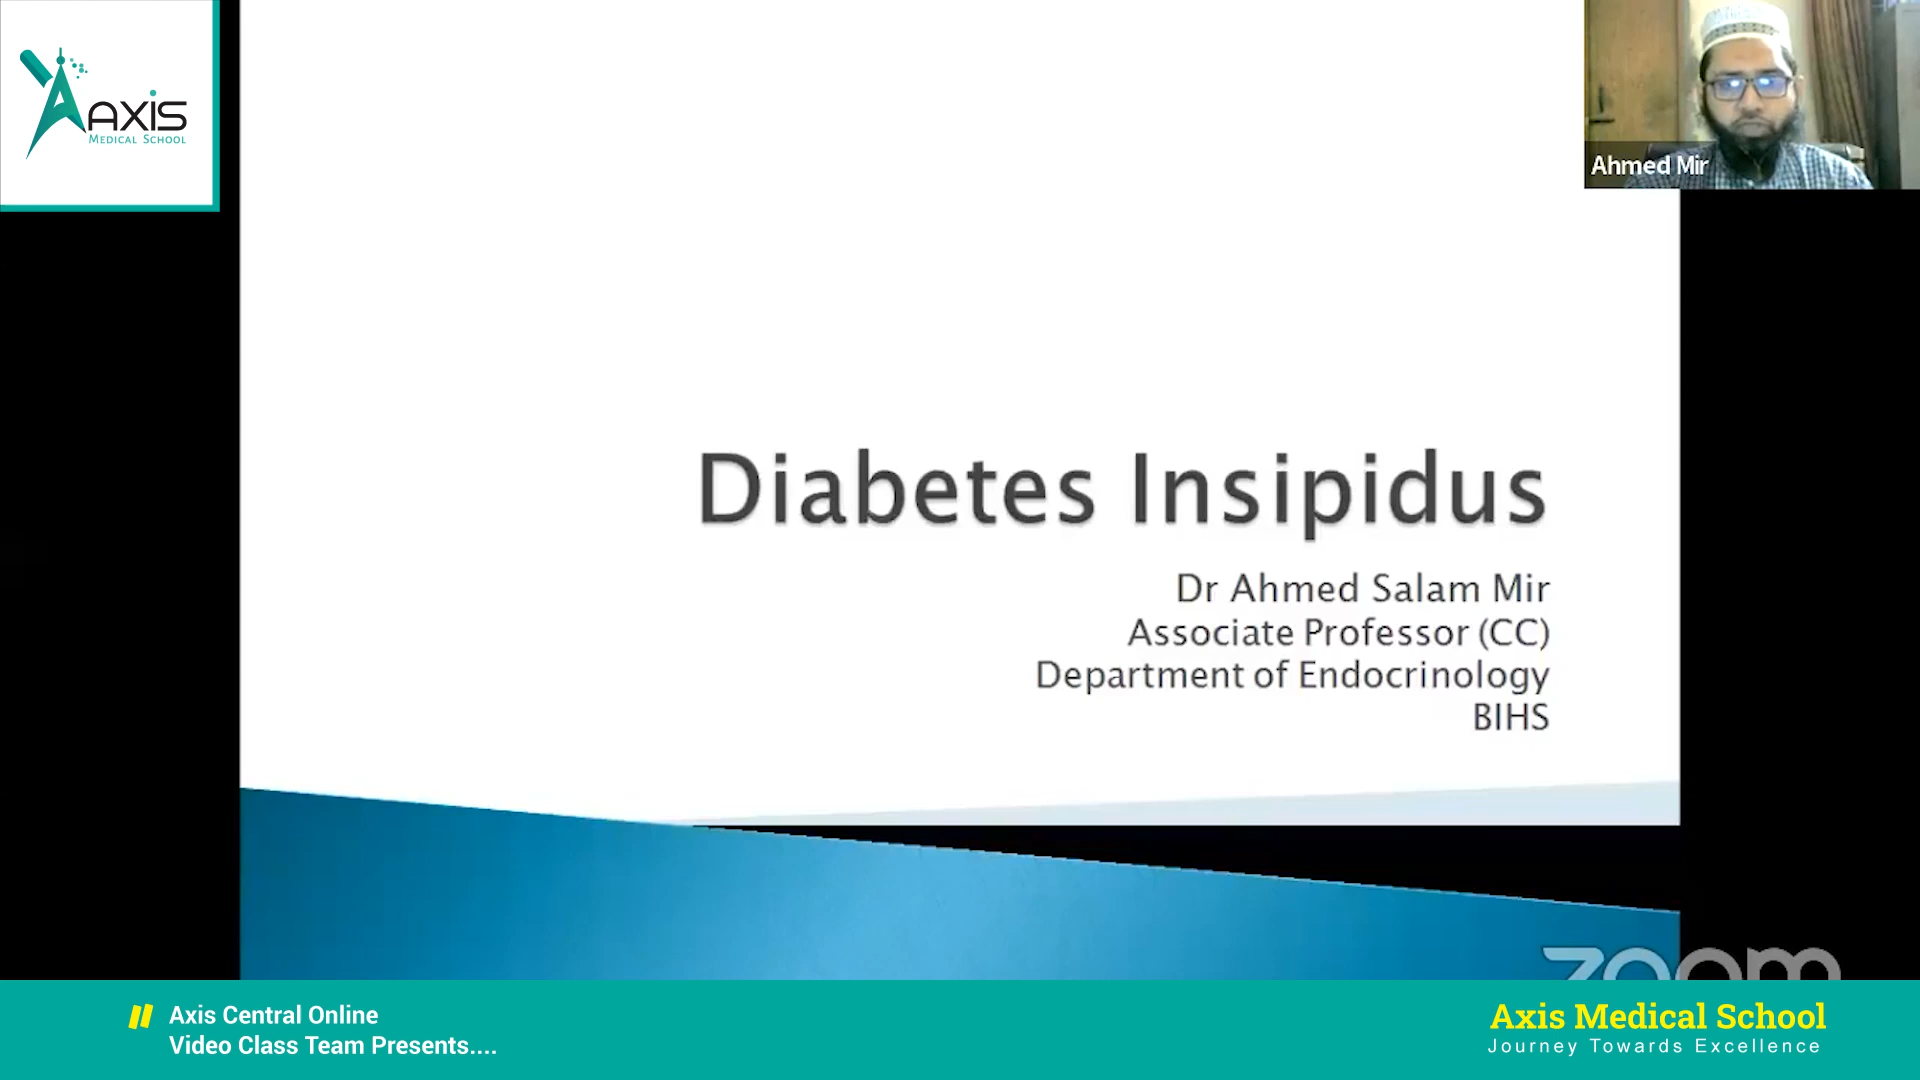 AXIS
MEDICAL SCHOOL
Ahmed Mir
Diabetes Insipidus
Dr Ahmed Salam Mir
Associate Professor (CC)
Department of Endocrinology
BIHS
zoom
Axis Central Online
Video Class Team Presents....
Axis Medical School
Journey Towards Excellence